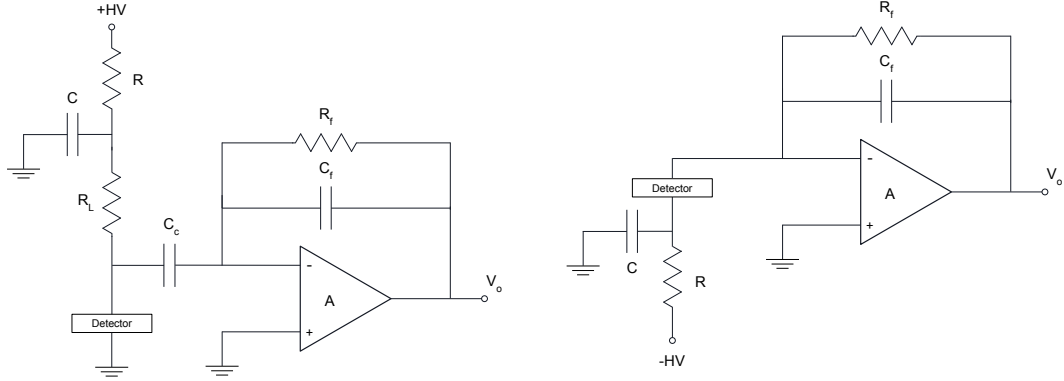 +HV
R
C
R_L
C_c
R_f
C_f
-
A
+
V_o
Detector
R_f
C_f
-
A
+
V_o
Detector
C
R
-HV